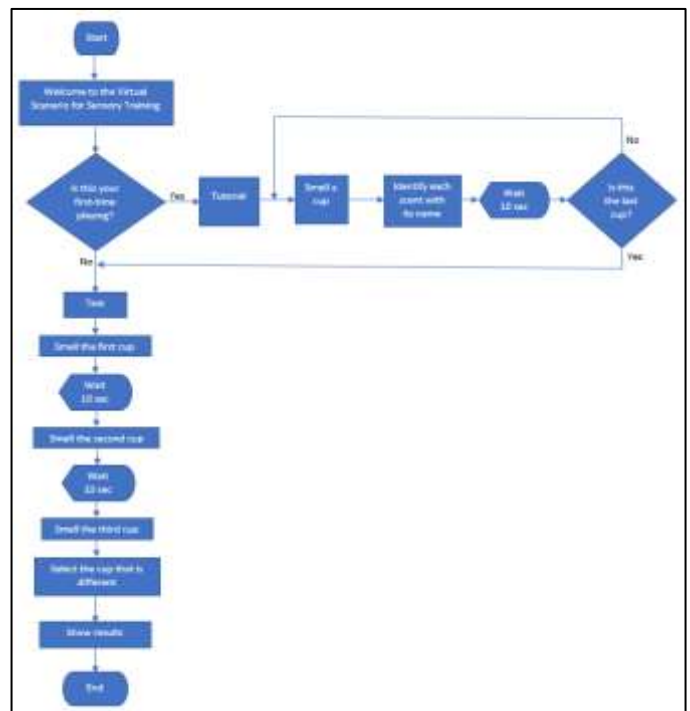 Start
Welcome to the Virtual
Scenario for Sensory Training
Is this your
first-time
playing?
Yes
Tutorial
Smell a
cup
Identify each
scent with
its name
Wait
10 sec
Is this
the last
cup?
No
Yes
No
Test
Smell the first cup
Wait
10 sec
Smell the second cup
Wait
10 sec
Smell the third cup
Select the cup that is
different
Show results
End